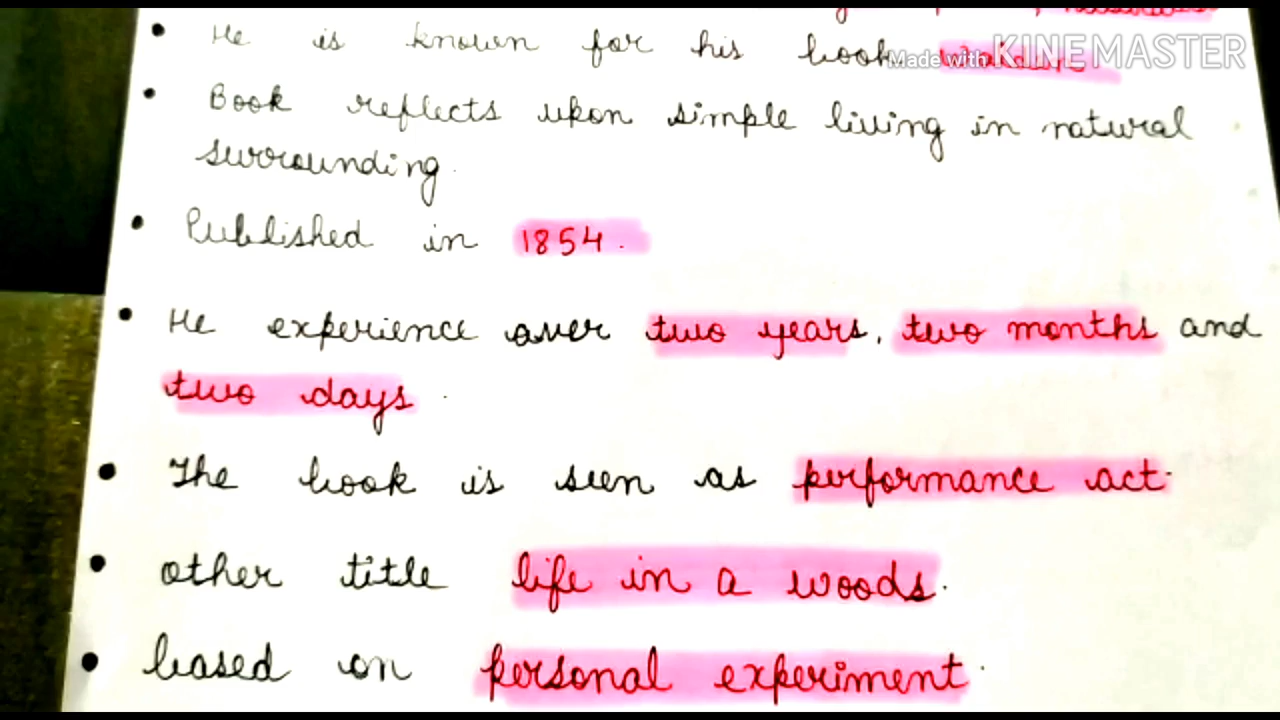 • He is known for his book Walden
Made with KINEMASTER
• Book reflects upon simple living in natural
surrounding.
• Published in 1854.
• He experience over two years, two months and
two days.
• The book is seen as performance act.
• other title life in a woods.
• based on personal experiment.